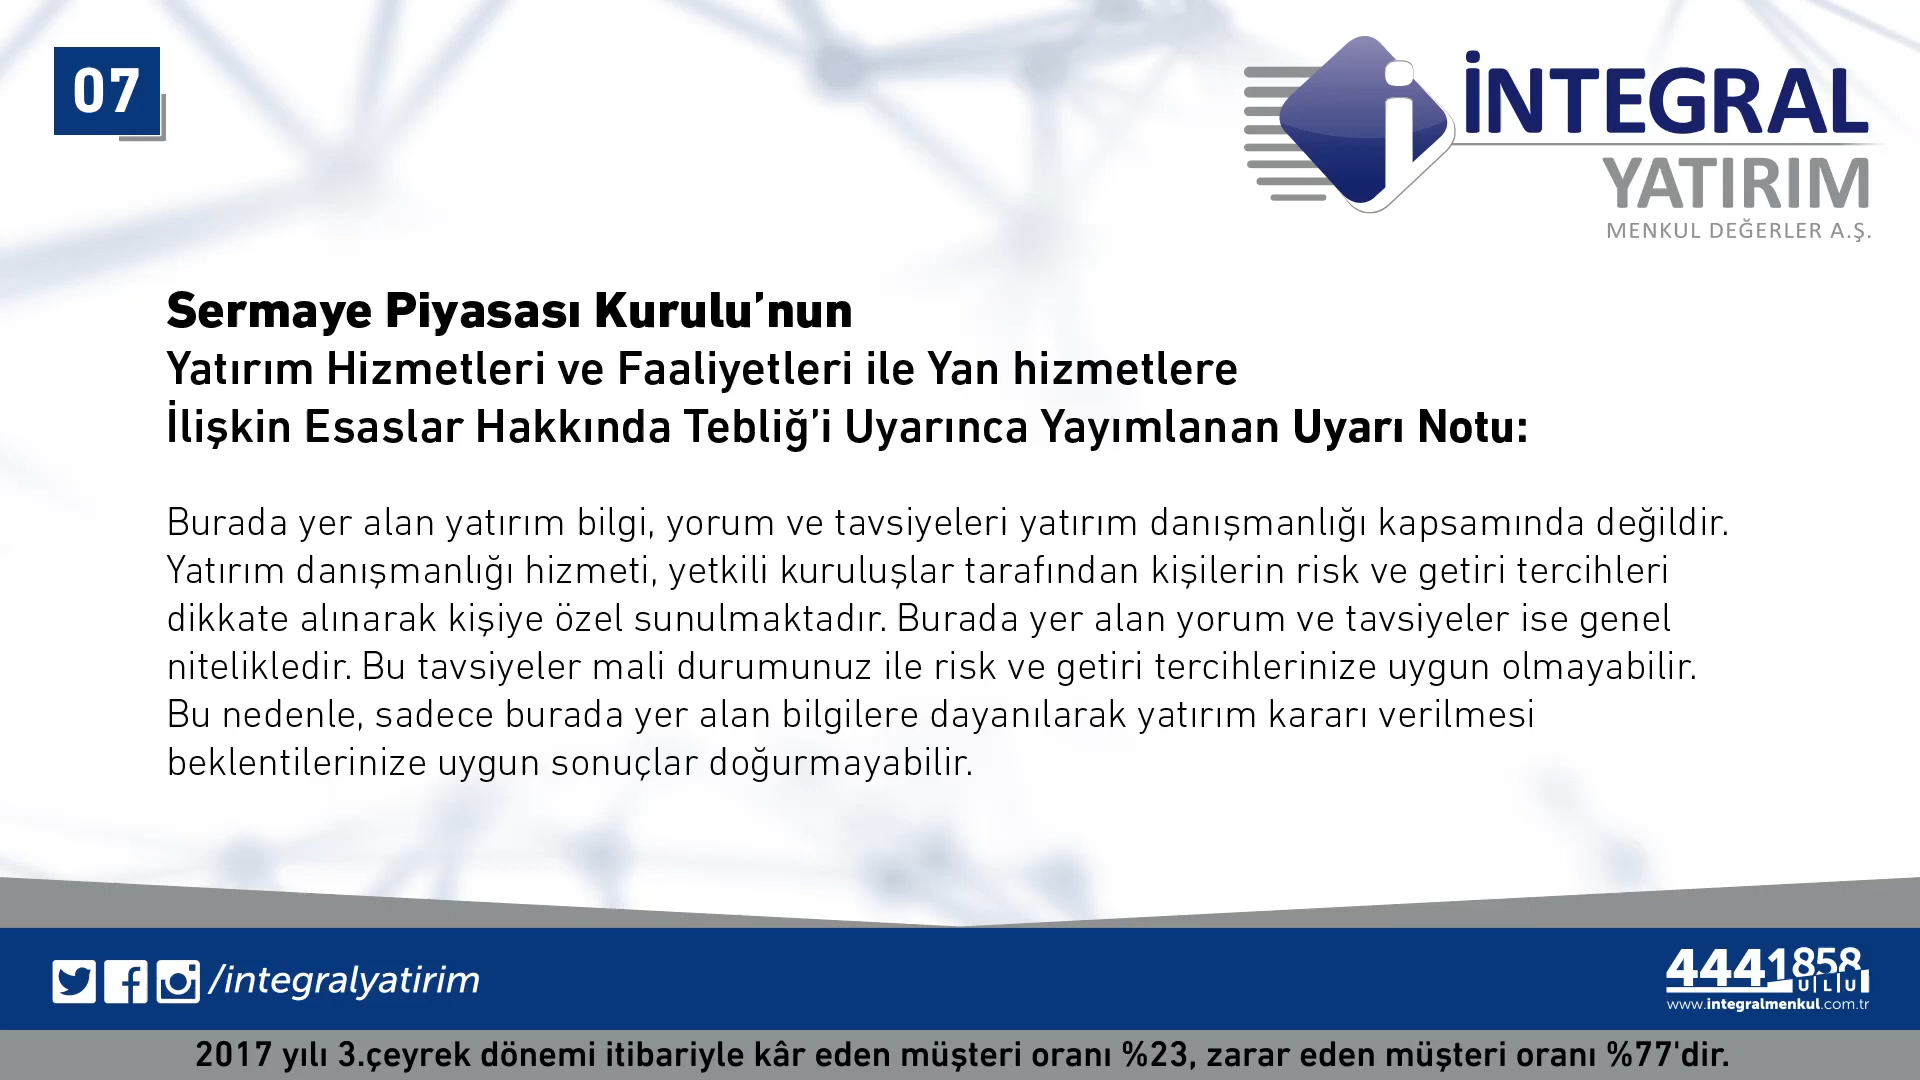 07
İNTEGRAL
YATIRIM
MENKUL DEĞERLER A.Ş.
Sermaye Piyasası Kurulu’nun
Yatırım Hizmetleri ve Faaliyetleri ile Yan hizmetlere
İlişkin Esaslar Hakkında Tebliğ’i Uyarınca Yayımlanan Uyarı Notu:
Burada yer alan yatırım bilgi, yorum ve tavsiyeleri yatırım danışmanlığı kapsamında değildir.
Yatırım danışmanlığı hizmeti, yetkili kuruluşlar tarafından kişilerin risk ve getiri tercihleri
dikkate alınarak kişiye özel sunulmaktadır. Burada yer alan yorum ve tavsiyeler ise genel
nitelikledir. Bu tavsiyeler mali durumunuz ile risk ve getiri tercihlerinize uygun olmayabilir.
Bu nedenle, sadece burada yer alan bilgilere dayanılarak yatırım kararı verilmesi
beklentilerinize uygun sonuçlar doğurmayabilir.
/integralyatirim
4441858
U|L|U
www.integralmenkul.com.tr
2017 yılı 3.çeyrek dönemi itibariyle kâr eden müşteri oranı %23, zarar eden müşteri oranı %77'dir.